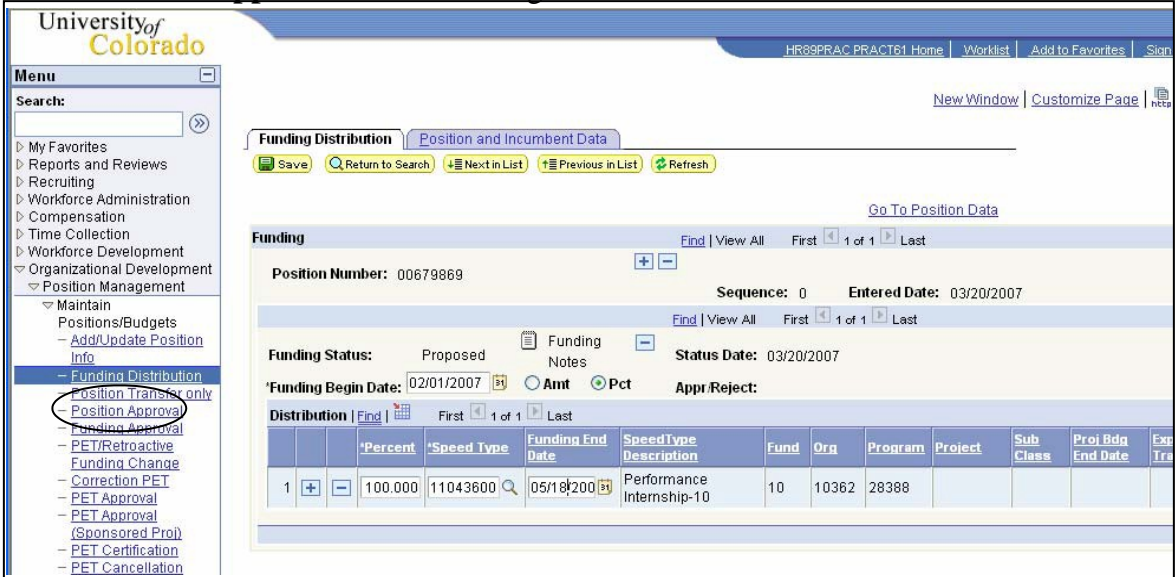 University of
Colorado
HR89PRAC PRACT61 Home | Worklist | Add to Favorites | Sign
Menu
Search:
New Window | Customize Page | http
My Favorites
Reports and Reviews
Recruiting
Workforce Administration
Compensation
Time Collection
Workforce Development
Organizational Development
Position Management
Maintain
Positions/Budgets
– Add/Update Position
Info
– Funding Distribution
– Position Transfer only
– Position Approval
– Funding Approval
– PET/Retroactive
Funding Change
– Correction PET
– PET Approval
– PET Approval
(Sponsored Proj)
– PET Certification
– PET Cancellation
Funding Distribution Position and Incumbent Data
Save Return to Search Next in List Previous in List Refresh
Go To Position Data
Funding Find | View All First 1 of 1 Last
Position Number: 00679869
Sequence: 0 Entered Date: 03/20/2007
Find | View All First 1 of 1 Last
Funding Status: Proposed Funding Notes Status Date: 03/20/2007
*Funding Begin Date: 02/01/2007 31 Amt Pct Appr/Reject:
Distribution | Find | First 1 of 1 Last
*Percent *Speed Type Funding End Date SpeedType Description Fund Org Program Project Sub Class Proj Bdg End Date
1 + − 100.000 11043600 05/18/200 31 Performance Internship-10 10 10362 28388